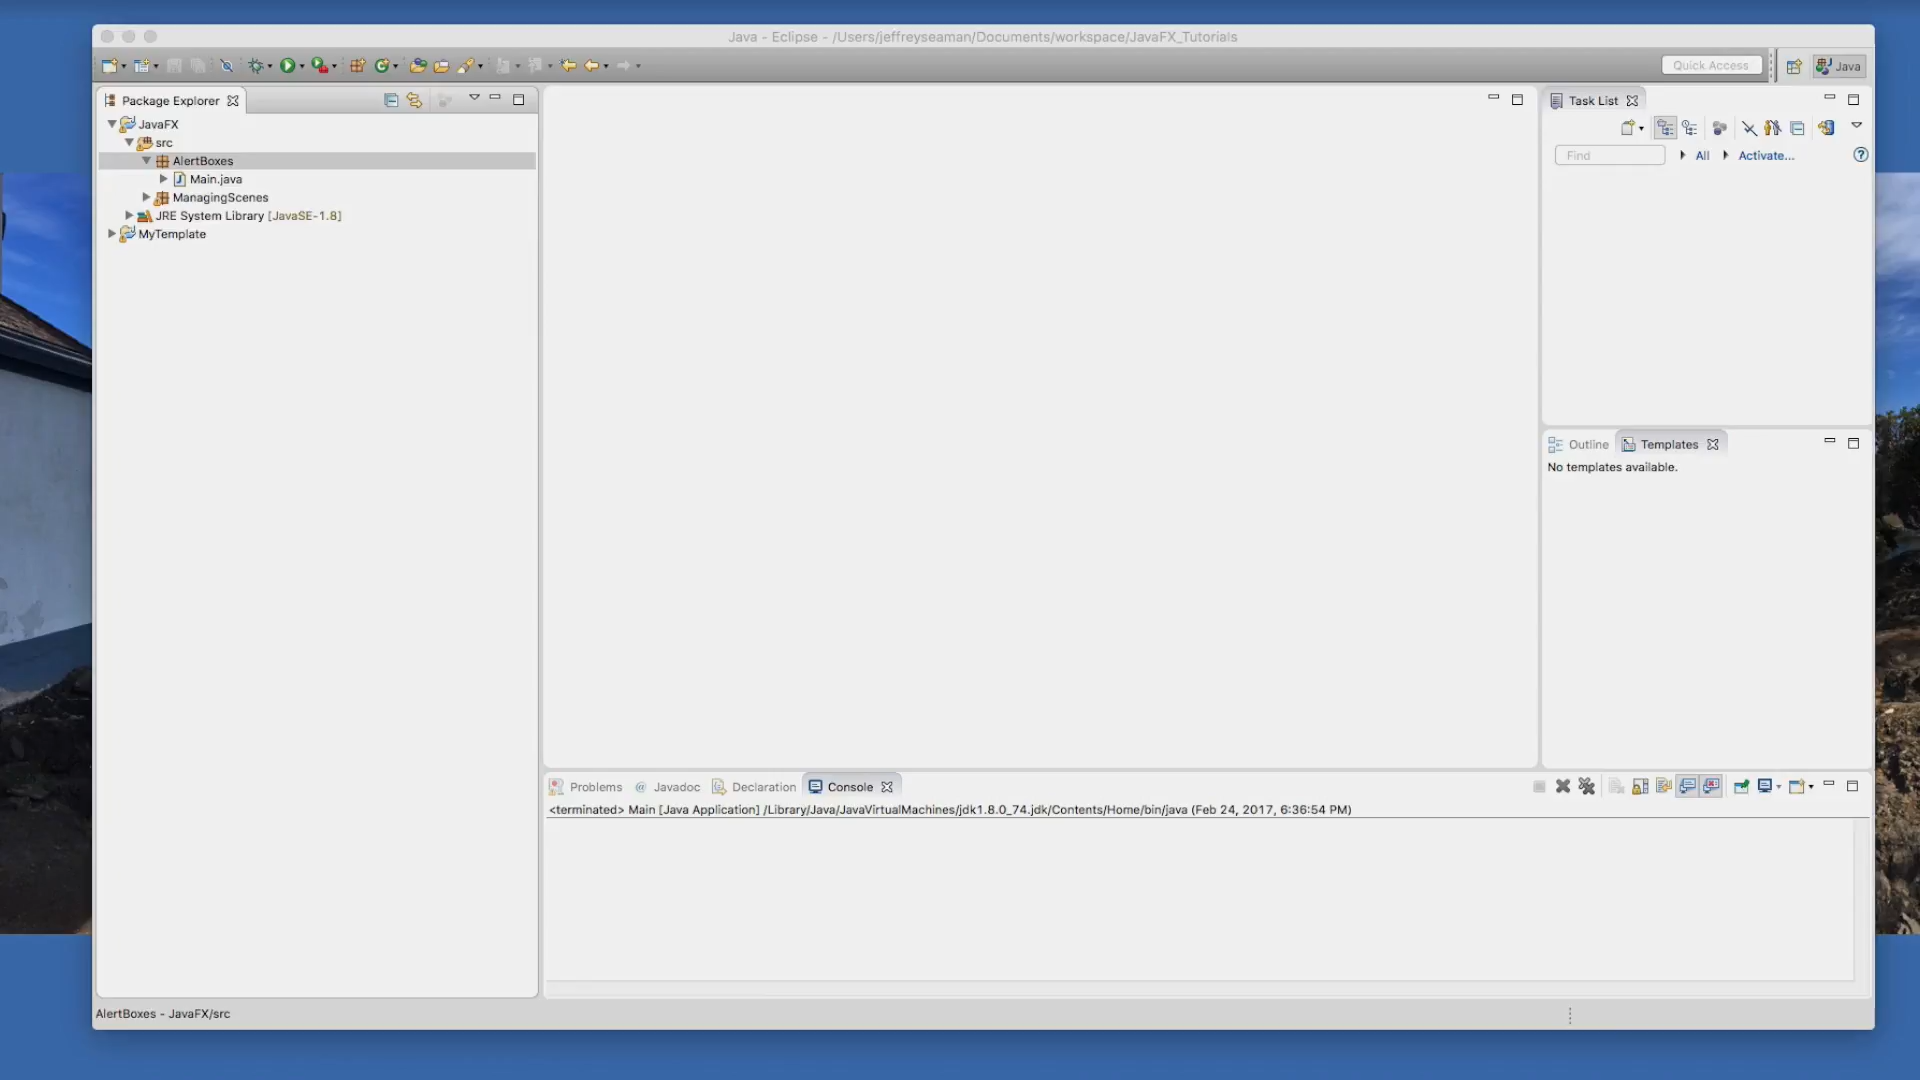 Java - Eclipse - /Users/jeffreyseaman/Documents/workspace/JavaFX_Tutorials
Quick Access
Java
Package Explorer
JavaFX
src
AlertBoxes
Main.java
ManagingScenes
JRE System Library [JavaSE-1.8]
MyTemplate
Task List
Find
All
Activate...
Outline
Templates
No templates available.
Problems
@ Javadoc
Declaration
Console
<terminated> Main [Java Application] /Library/Java/JavaVirtualMachines/jdk1.8.0_74.jdk/Contents/Home/bin/java (Feb 24, 2017, 6:36:54 PM)
AlertBoxes - JavaFX/src